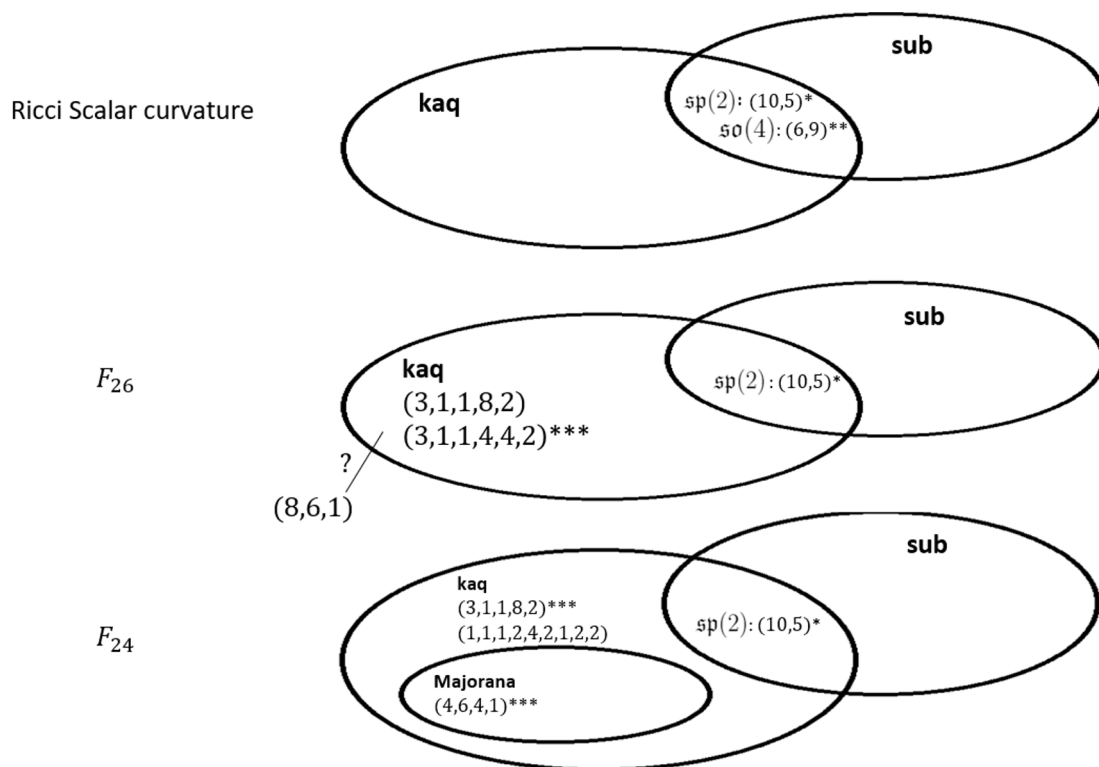 Ricci Scalar curvature
kaq
sub
𝔰𝔭(2): (10,5)*
𝔰𝔬(4): (6,9)**
F₂₆
kaq
(3,1,1,8,2)
(3,1,1,4,4,2)***
?
(8,6,1)
sub
𝔰𝔭(2): (10,5)*
F₂₄
kaq
(3,1,1,8,2)***
(1,1,1,2,4,2,1,2,2)
Majorana
(4,6,4,1)***
sub
𝔰𝔭(2): (10,5)*